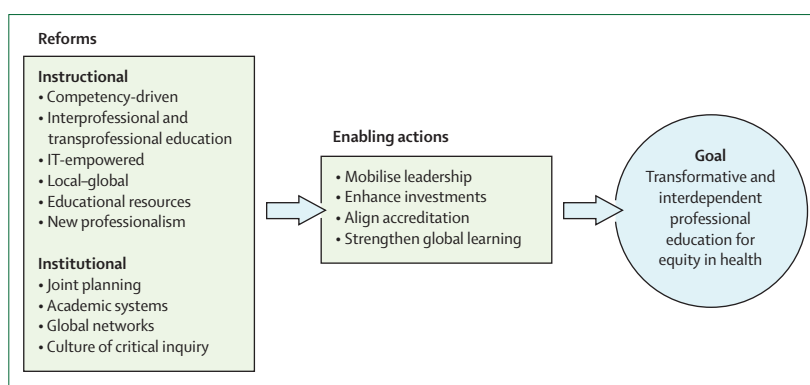 Reforms
Instructional
• Competency-driven
• Interprofessional and
transprofessional education
• IT-empowered
• Local–global
• Educational resources
• New professionalism
Institutional
• Joint planning
• Academic systems
• Global networks
• Culture of critical inquiry
Enabling actions
• Mobilise leadership
• Enhance investments
• Align accreditation
• Strengthen global learning
Goal
Transformative and
interdependent
professional
education for
equity in health